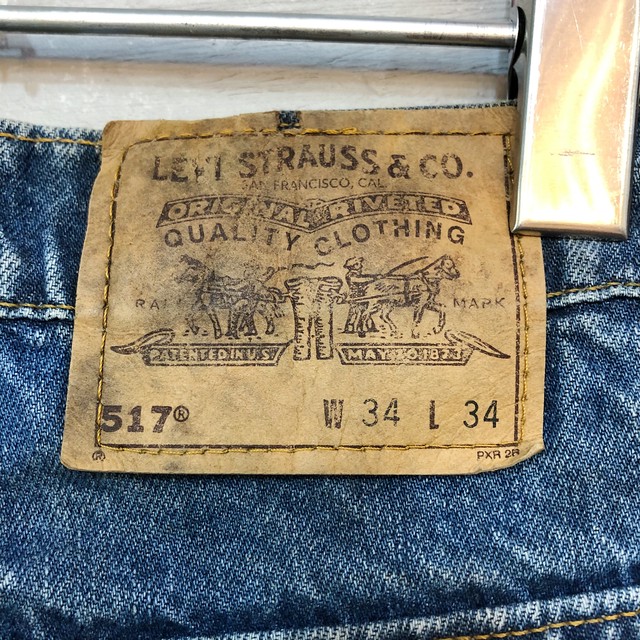 LEVI STRAUSS & CO.
SAN FRANCISCO, CAL.
ORIGINAL RIVETED
QUALITY CLOTHING
MARK
PATENTED IN U.S.
MAY 20 1873
517® W 34 L 34
® PXR 2R